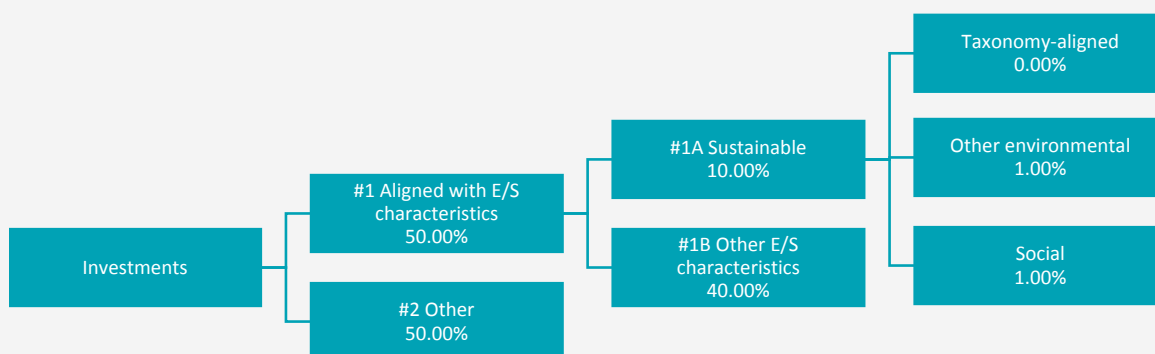 Investments
#1 Aligned with E/S
characteristics
50.00%
#2 Other
50.00%
#1A Sustainable
10.00%
#1B Other E/S
characteristics
40.00%
Taxonomy-aligned
0.00%
Other environmental
1.00%
Social
1.00%